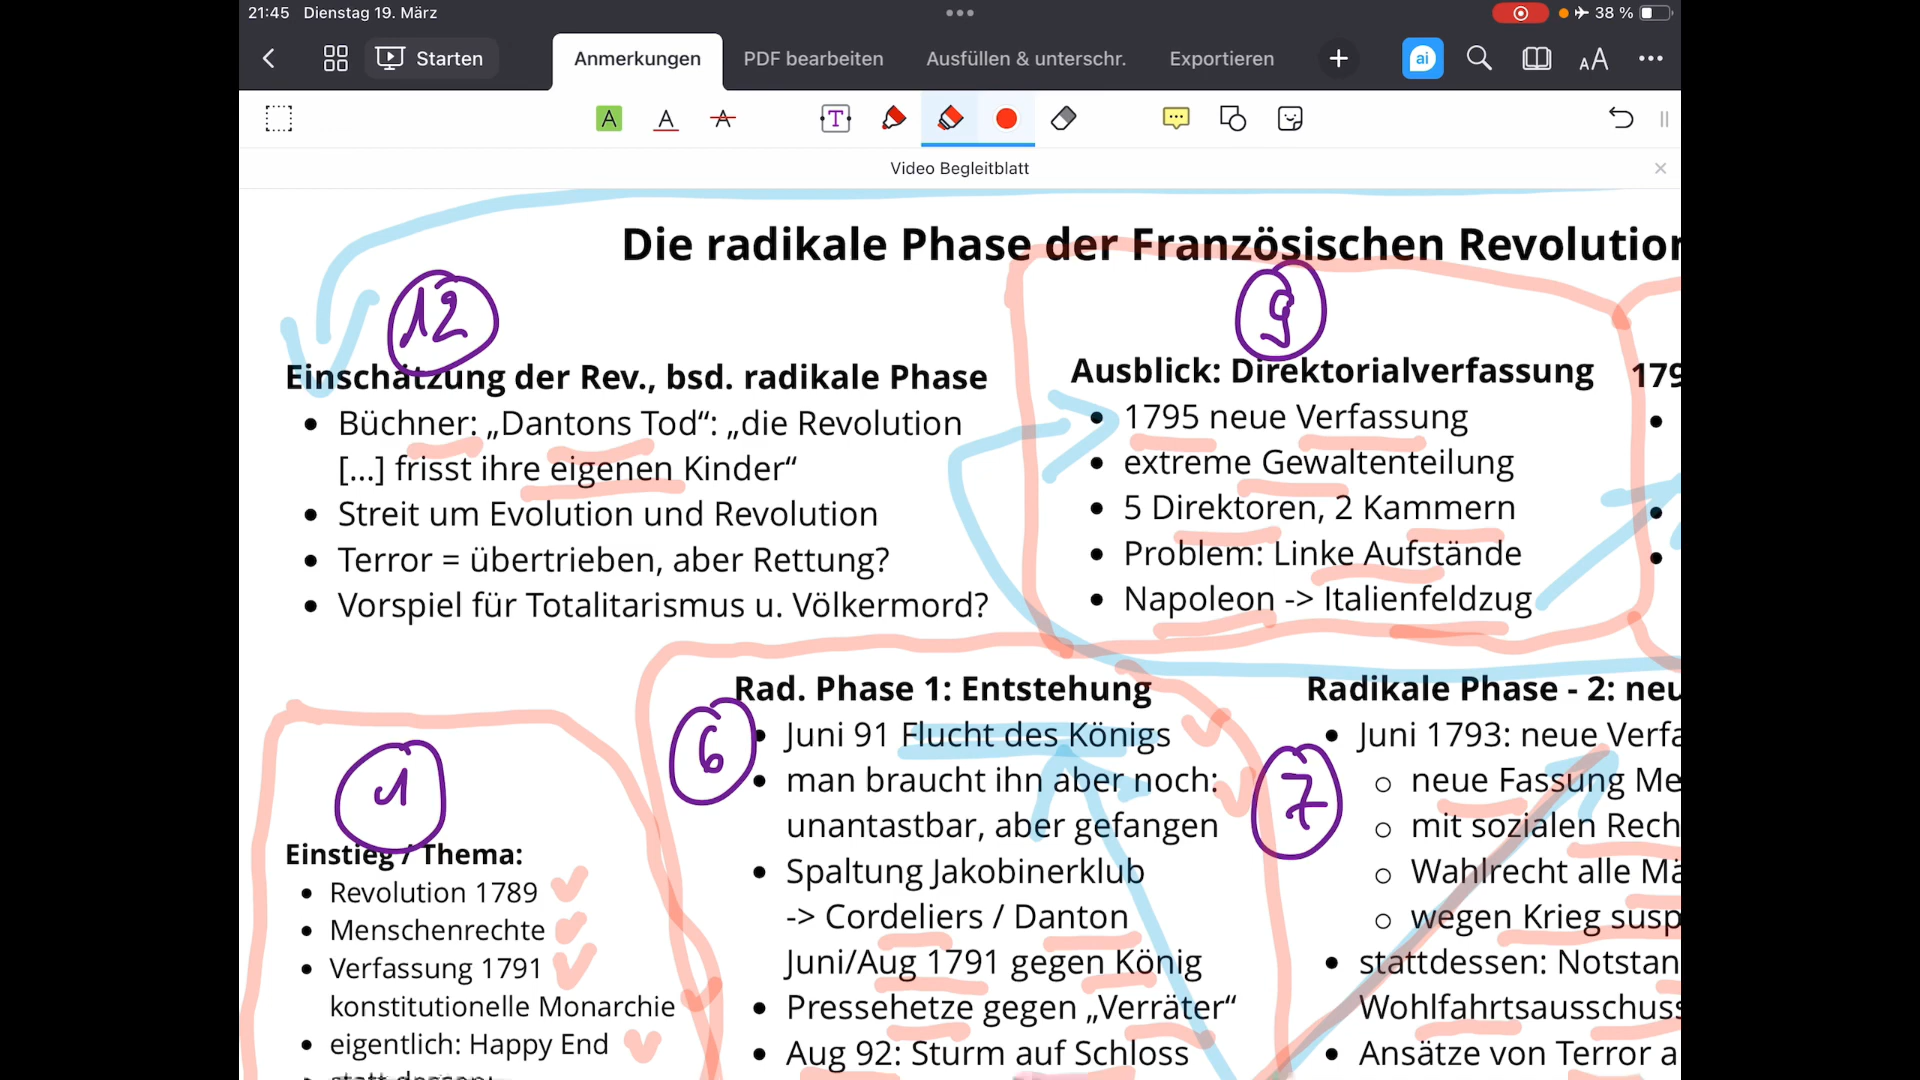 21:45 Dienstag 19. März
38 %
Starten
Anmerkungen
PDF bearbeiten
Ausfüllen & unterschr.
Exportieren
ai
AA
A
A
A
T
Video Begleitblatt
Die radikale Phase der Französischen Revolution
12
Einschätzung der Rev., bsd. radikale Phase
• Büchner: „Dantons Tod“: „die Revolution
[...] frisst ihre eigenen Kinder“
• Streit um Evolution und Revolution
• Terror = übertrieben, aber Rettung?
• Vorspiel für Totalitarismus u. Völkermord?
9
Ausblick: Direktorialverfassung
• 1795 neue Verfassung
• extreme Gewaltenteilung
• 5 Direktoren, 2 Kammern
• Problem: Linke Aufstände
• Napoleon -> Italienfeldzug
179
1
Einstieg / Thema:
• Revolution 1789
• Menschenrechte
• Verfassung 1791
konstitutionelle Monarchie
• eigentlich: Happy End
6
Rad. Phase 1: Entstehung
• Juni 91 Flucht des Königs
• man braucht ihn aber noch:
unantastbar, aber gefangen
• Spaltung Jakobinerklub
-> Cordeliers / Danton
Juni/Aug 1791 gegen König
• Pressehetze gegen „Verräter“
• Aug 92: Sturm auf Schloss
7
Radikale Phase - 2: neu
• Juni 1793: neue Verfa
○ neue Fassung Me
○ mit sozialen Rech
○ Wahlrecht alle Mä
○ wegen Krieg susp
• stattdessen: Notstan
Wohlfahrtsausschuss
• Ansätze von Terror a